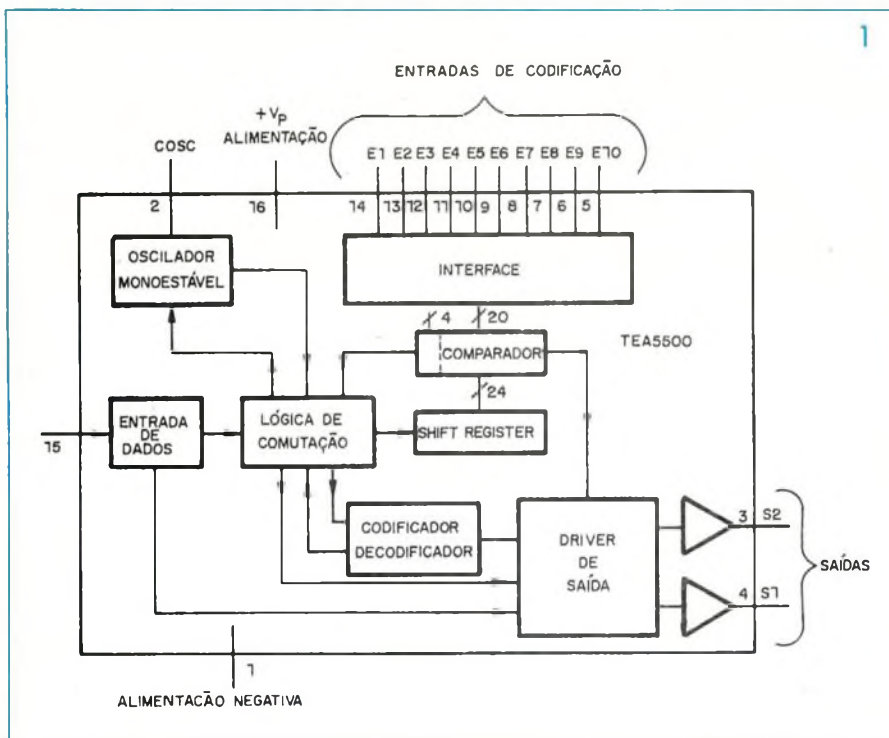 1
ENTRADAS DE CODIFICAÇÃO
+VP
ALIMENTAÇÃO
COSC
E1 E2 E3 E4 E5 E6 E7 E8 E9 E10
2
16
14 13 12 11 10 9 8 7 6 5
OSCILADOR
MONOESTÁVEL
INTERFACE
4
20
TEA5500
COMPARADOR
24
ENTRADA
DE
DADOS
LÓGICA DE
COMUTAÇÃO
SHIFT REGISTER
15
CODIFICADOR
DECODIFICADOR
DRIVER
DE
SAÍDA
3 S2
SAÍDAS
4 S1
1
ALIMENTACÃO NEGATIVA